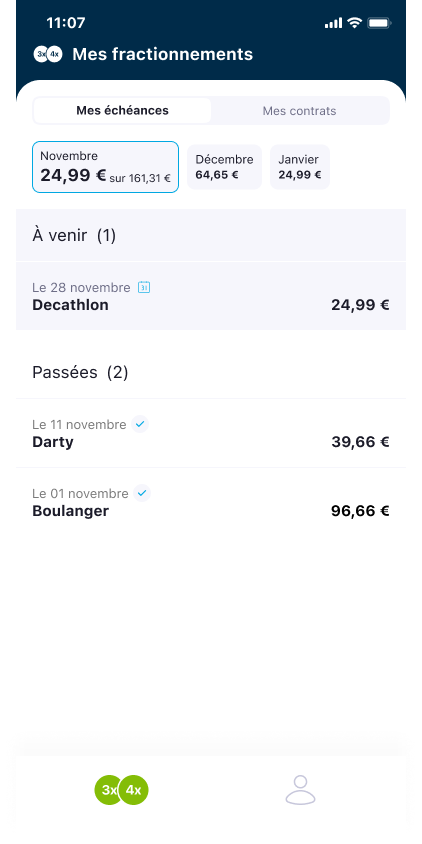 11:07
3x 4x Mes fractionnements
Mes échéances Mes contrats
Novembre
24,99 € sur 161,31 €
Décembre
64,65 €
Janvier
24,99 €
À venir (1)
Le 28 novembre 31
Decathlon 24,99 €
Passées (2)
Le 11 novembre
Darty 39,66 €
Le 01 novembre
Boulanger 96,66 €
3x 4x